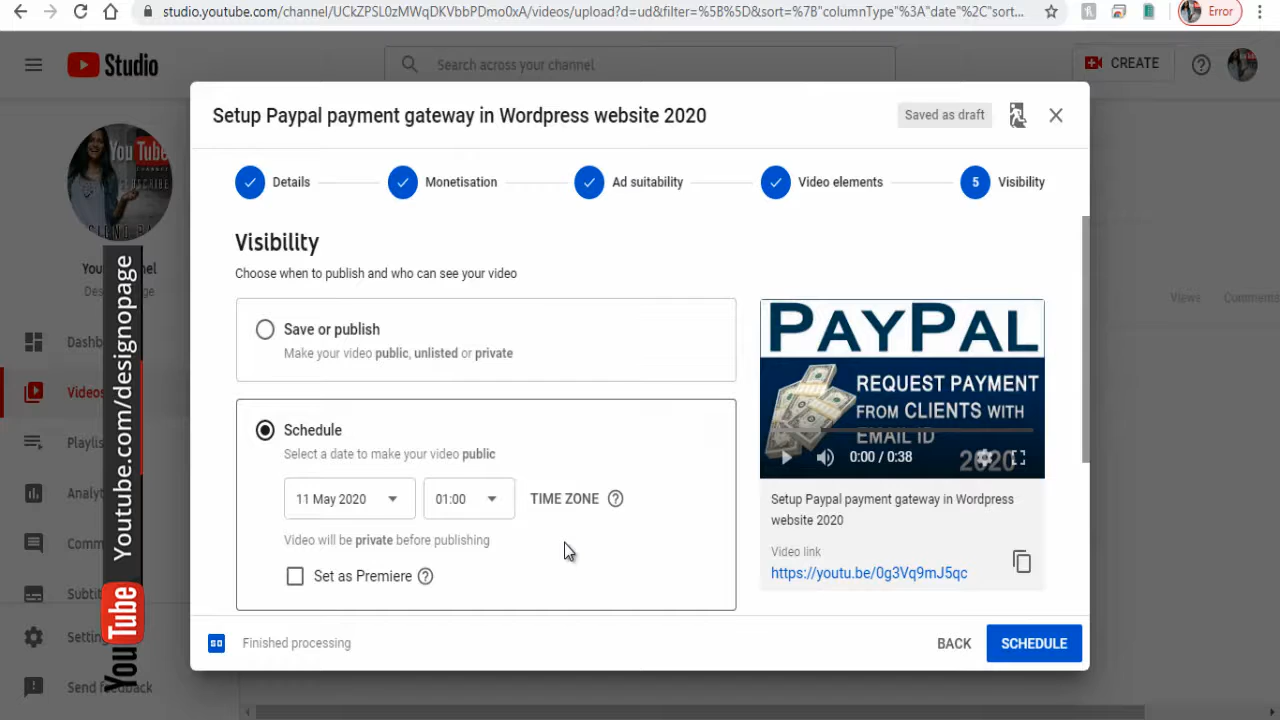 studio.youtube.com/channel/UCkZPSL0zMWqDKVbbPDmo0xA/videos/upload?d=ud&filter=%5B%5D&sort=%7B"columnType"%3A"date"%2C"sort...
Error
Studio
Search across your channel
CREATE
Setup Paypal payment gateway in Wordpress website 2020
Saved as draft
Details
Monetisation
Ad suitability
Video elements
5
Visibility
Visibility
Choose when to publish and who can see your video
Save or publish
Make your video public, unlisted or private
Schedule
Select a date to make your video public
11 May 2020
01:00
TIME ZONE
Video will be private before publishing
Set as Premiere
PAYPAL
REQUEST PAYMENT
FROM CLIENTS WITH
EMAIL ID
2020
0:00 / 0:38
Setup Paypal payment gateway in Wordpress
website 2020
Video link
https://youtu.be/0g3Vq9mJ5qc
Finished processing
BACK
SCHEDULE
You
Dashb
Videos
Playlis
Analyt
Comm
Subtit
Setting
Send feedback
Views
Comments
Youtube.com/designopage
YouTube